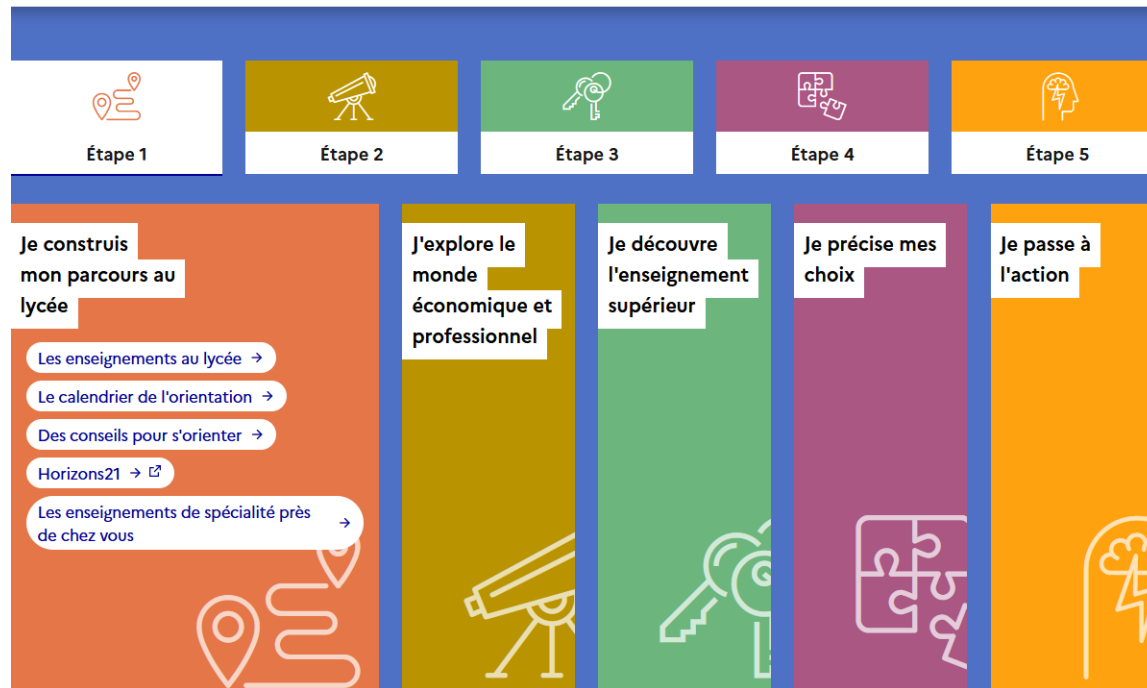 Étape 1
Étape 2
Étape 3
Étape 4
Étape 5
Je construis
mon parcours au
lycée
Les enseignements au lycée →
Le calendrier de l'orientation →
Des conseils pour s'orienter →
Horizons21 →
Les enseignements de spécialité près
de chez vous →
J'explore le
monde
économique et
professionnel
Je découvre
l'enseignement
supérieur
Je précise mes
choix
Je passe à
l'action